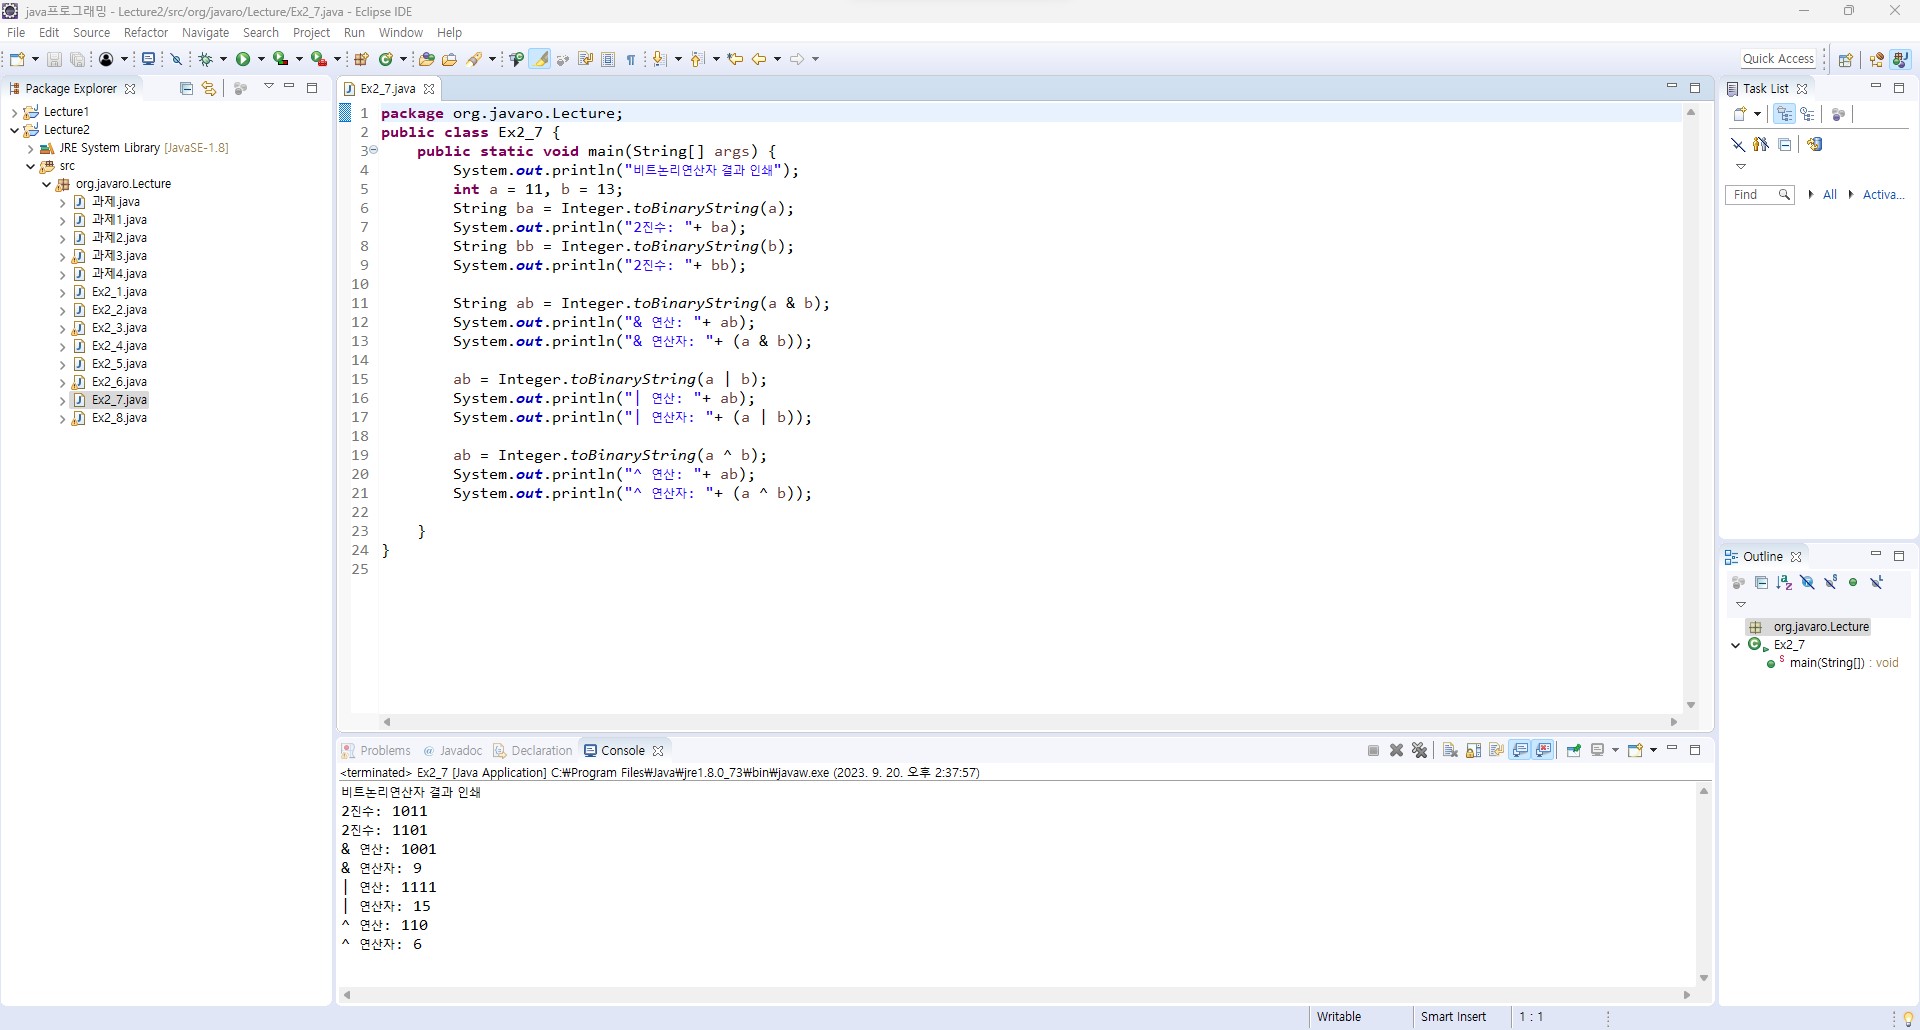 java프로그래밍 - Lecture2/src/org/javaro/Lecture/Ex2_7.java - Eclipse IDE
File Edit Source Refactor Navigate Search Project Run Window Help
Quick Access
Package Explorer
Lecture1
Lecture2
JRE System Library [JavaSE-1.8]
src
org.javaro.Lecture
과제.java
과제1.java
과제2.java
과제3.java
과제4.java
Ex2_1.java
Ex2_2.java
Ex2_3.java
Ex2_4.java
Ex2_5.java
Ex2_6.java
Ex2_7.java
Ex2_8.java
Ex2_7.java
1 package org.javaro.Lecture;
2 public class Ex2_7 {
3 public static void main(String[] args) {
4 System.out.println("비트논리연산자 결과 인쇄");
5 int a = 11, b = 13;
6 String ba = Integer.toBinaryString(a);
7 System.out.println("2진수: "+ ba);
8 String bb = Integer.toBinaryString(b);
9 System.out.println("2진수: "+ bb);
10
11 String ab = Integer.toBinaryString(a & b);
12 System.out.println("& 연산: "+ ab);
13 System.out.println("& 연산자: "+ (a & b));
14
15 ab = Integer.toBinaryString(a | b);
16 System.out.println("| 연산: "+ ab);
17 System.out.println("| 연산자: "+ (a | b));
18
19 ab = Integer.toBinaryString(a ^ b);
20 System.out.println("^ 연산: "+ ab);
21 System.out.println("^ 연산자: "+ (a ^ b));
22
23 }
24 }
25
Problems @ Javadoc Declaration Console
<terminated> Ex2_7 [Java Application] C:₩Program Files₩Java₩jre1.8.0_73₩bin₩javaw.exe (2023. 9. 20. 오후 2:37:57)
비트논리연산자 결과 인쇄
2진수: 1011
2진수: 1101
& 연산: 1001
& 연산자: 9
| 연산: 1111
| 연산자: 15
^ 연산: 110
^ 연산자: 6
Task List
Find All Activa...
Outline
org.javaro.Lecture
Ex2_7
main(String[]) : void
Writable Smart Insert 1 : 1